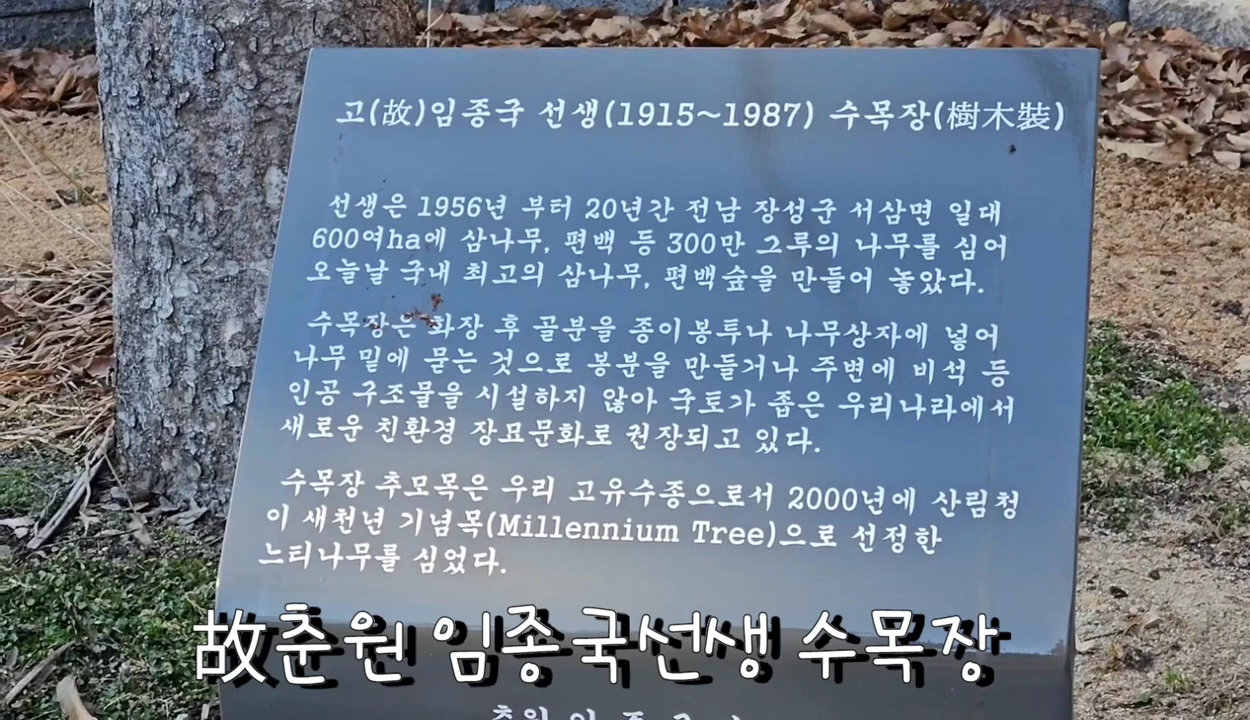 고(故)임종국 선생(1915~1987) 수목장(樹木裝)
선생은 1956년 부터 20년간 전남 장성군 서삼면 일대
600여ha에 삼나무, 편백 등 300만 그루의 나무를 심어
오늘날 국내 최고의 삼나무, 편백숲을 만들어 놓았다.
수목장은 화장 후 골분을 종이봉투나 나무상자에 넣어
나무 밑에 묻는 것으로 봉분을 만들거나 주변에 비석 등
인공 구조물을 시설하지 않아 국토가 좁은 우리나라에서
새로운 친환경 장묘문화로 권장되고 있다.
수목장 추모목은 우리 고유수종으로서 2000년에 산림청
이 새천년 기념목(Millennium Tree)으로 선정한
느티나무를 심었다.
故춘원 임종국선생 수목장